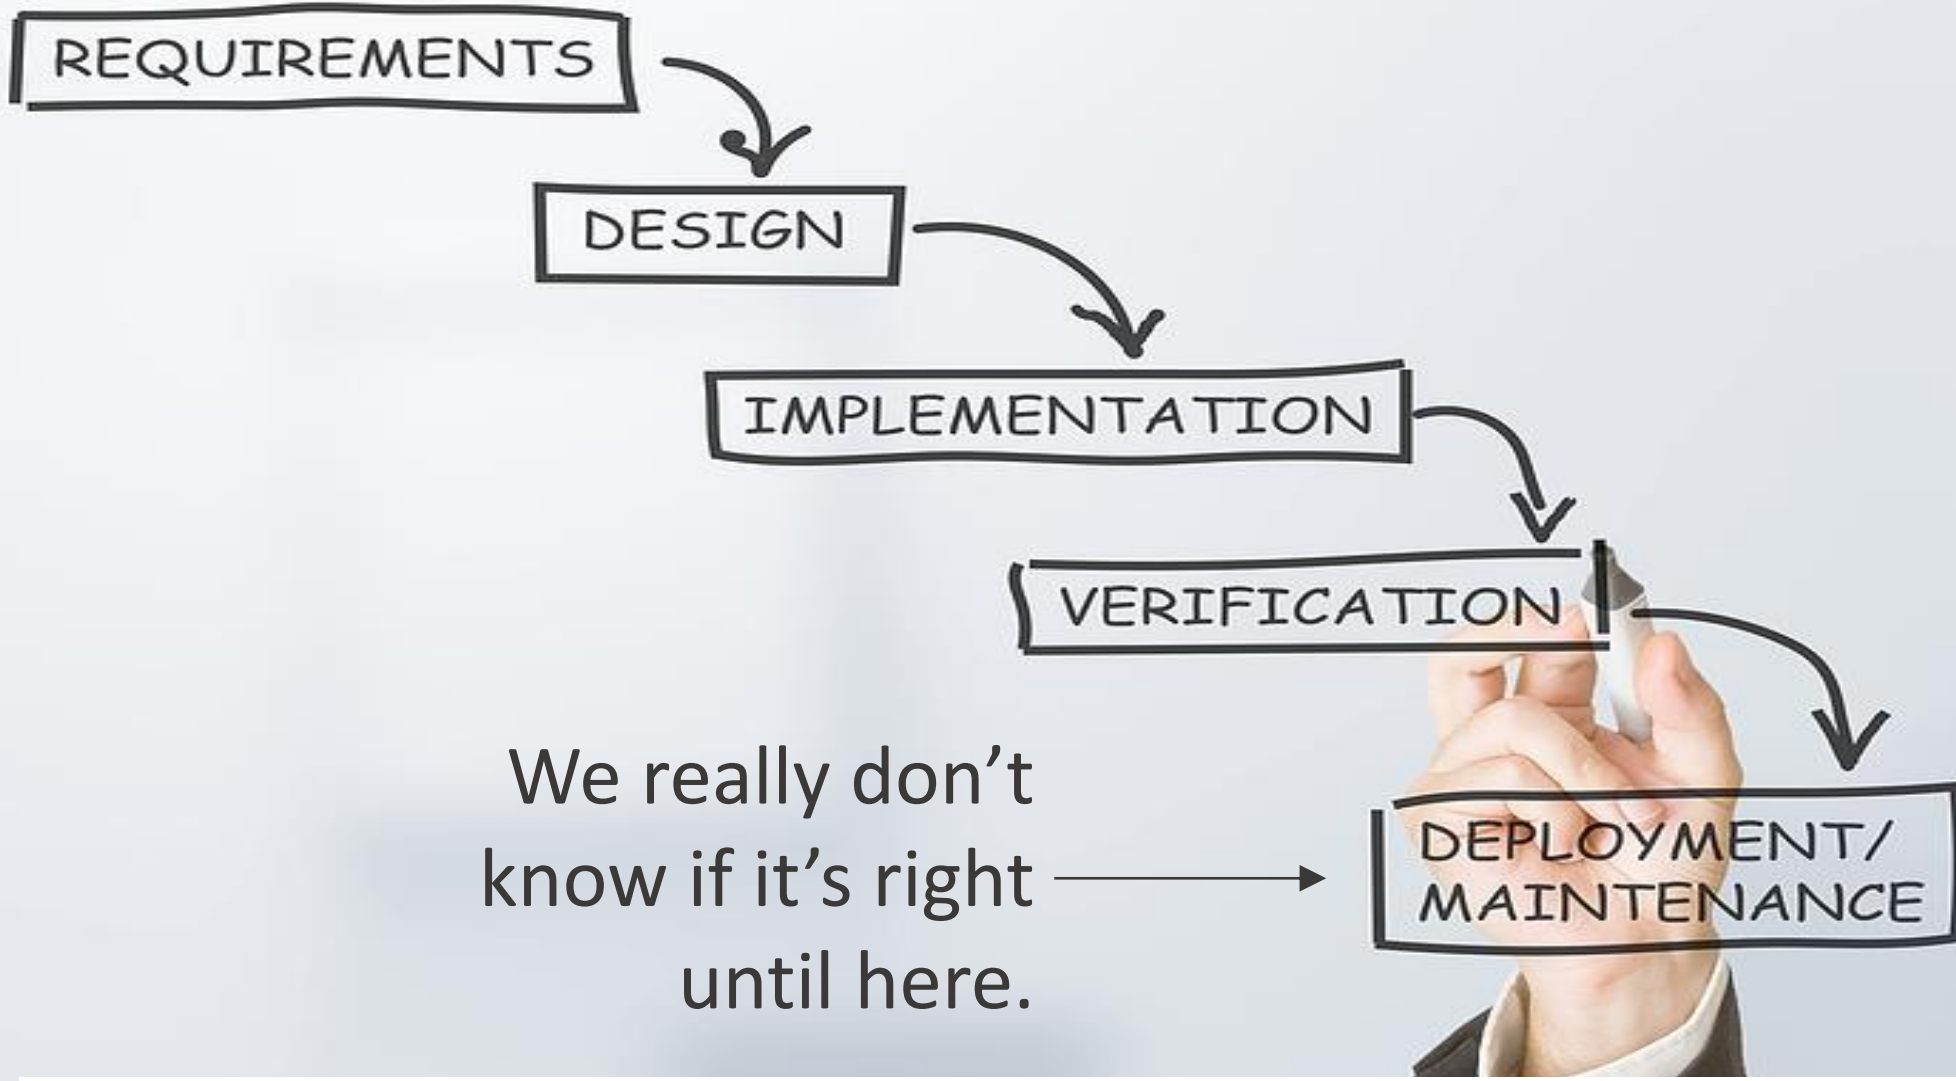 REQUIREMENTS
DESIGN
IMPLEMENTATION
VERIFICATION
We really don’t
know if it’s right
until here.
DEPLOYMENT/
MAINTENANCE